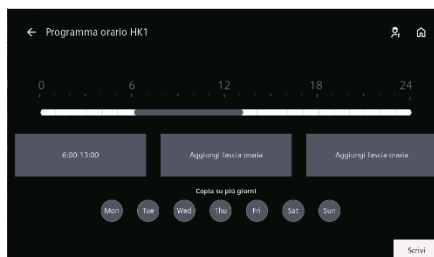 Programma orario HK1
0 6 12 18 24
6:00-13:00 Aggiungi fascia oraria Aggiungi fascia oraria
Copia su più giorni
Mon Tue Wed Thu Fri Sat Sun
Scrivi